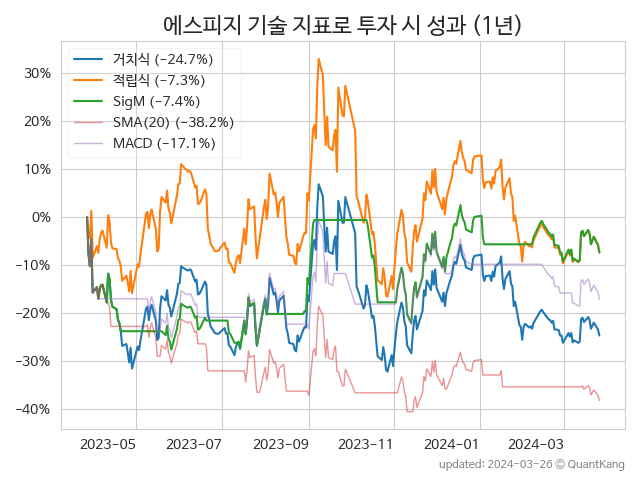 에스피지 기술 지표로 투자 시 성과 (1년)
거치식 (−24.7%)
적립식 (−7.3%)
SigM (−7.4%)
SMA(20) (−38.2%)
MACD (−17.1%)
30%
20%
10%
0%
−10%
−20%
−30%
−40%
2023-05 2023-07 2023-09 2023-11 2024-01 2024-03
updated: 2024-03-26 © QuantKang